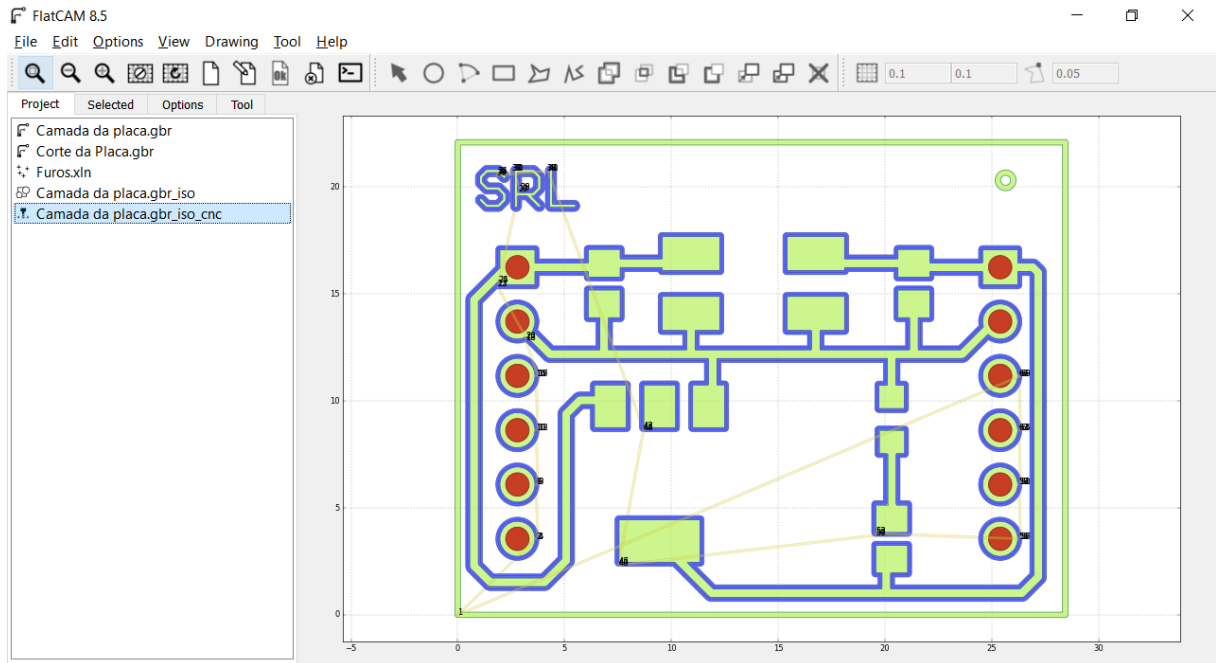 FlatCAM 8.5
File Edit Options View Drawing Tool Help
Ok 0.1 0.1 0.05
Project Selected Options Tool
Camada da placa.gbr
Corte da Placa.gbr
Furos.xln
Camada da placa.gbr_iso
Camada da placa.gbr_iso_cnc
SRL
20
15
10
5
0
1
−5 0 5 10 15 20 25 30